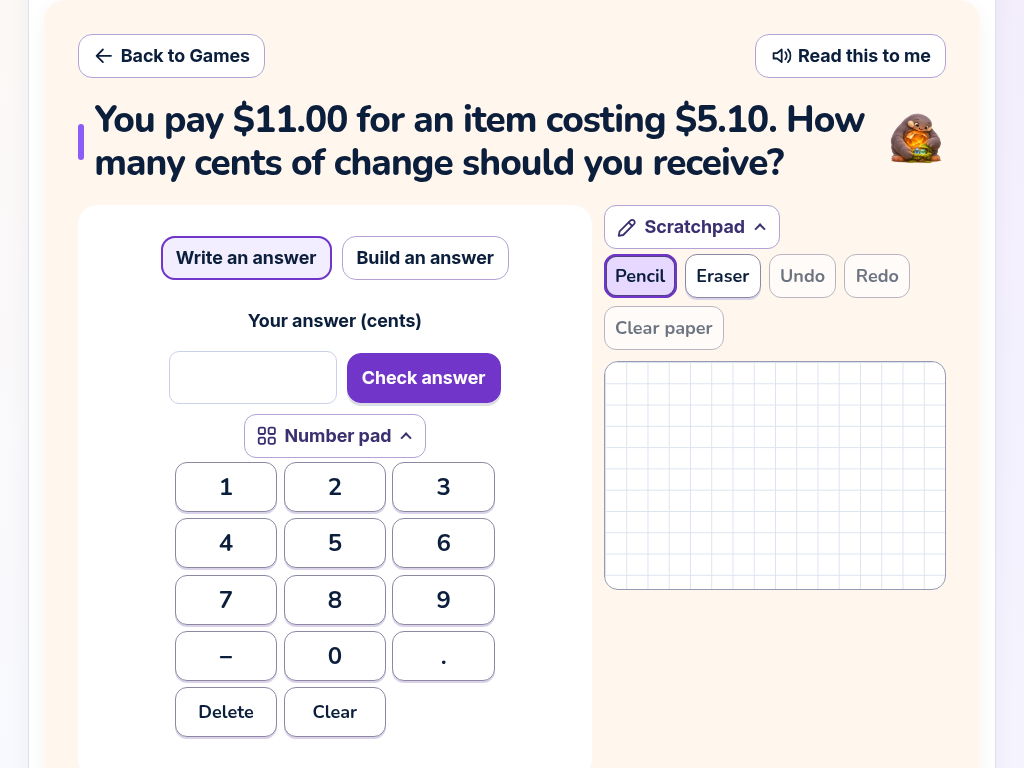 Back to Games
Read this to me
You pay $11.00 for an item costing $5.10. How
many cents of change should you receive?
Write an answer
Build an answer
Your answer (cents)
Check answer
Number pad
1 2 3
4 5 6
7 8 9
− 0 .
Delete Clear
Scratchpad
Pencil Eraser Undo Redo
Clear paper